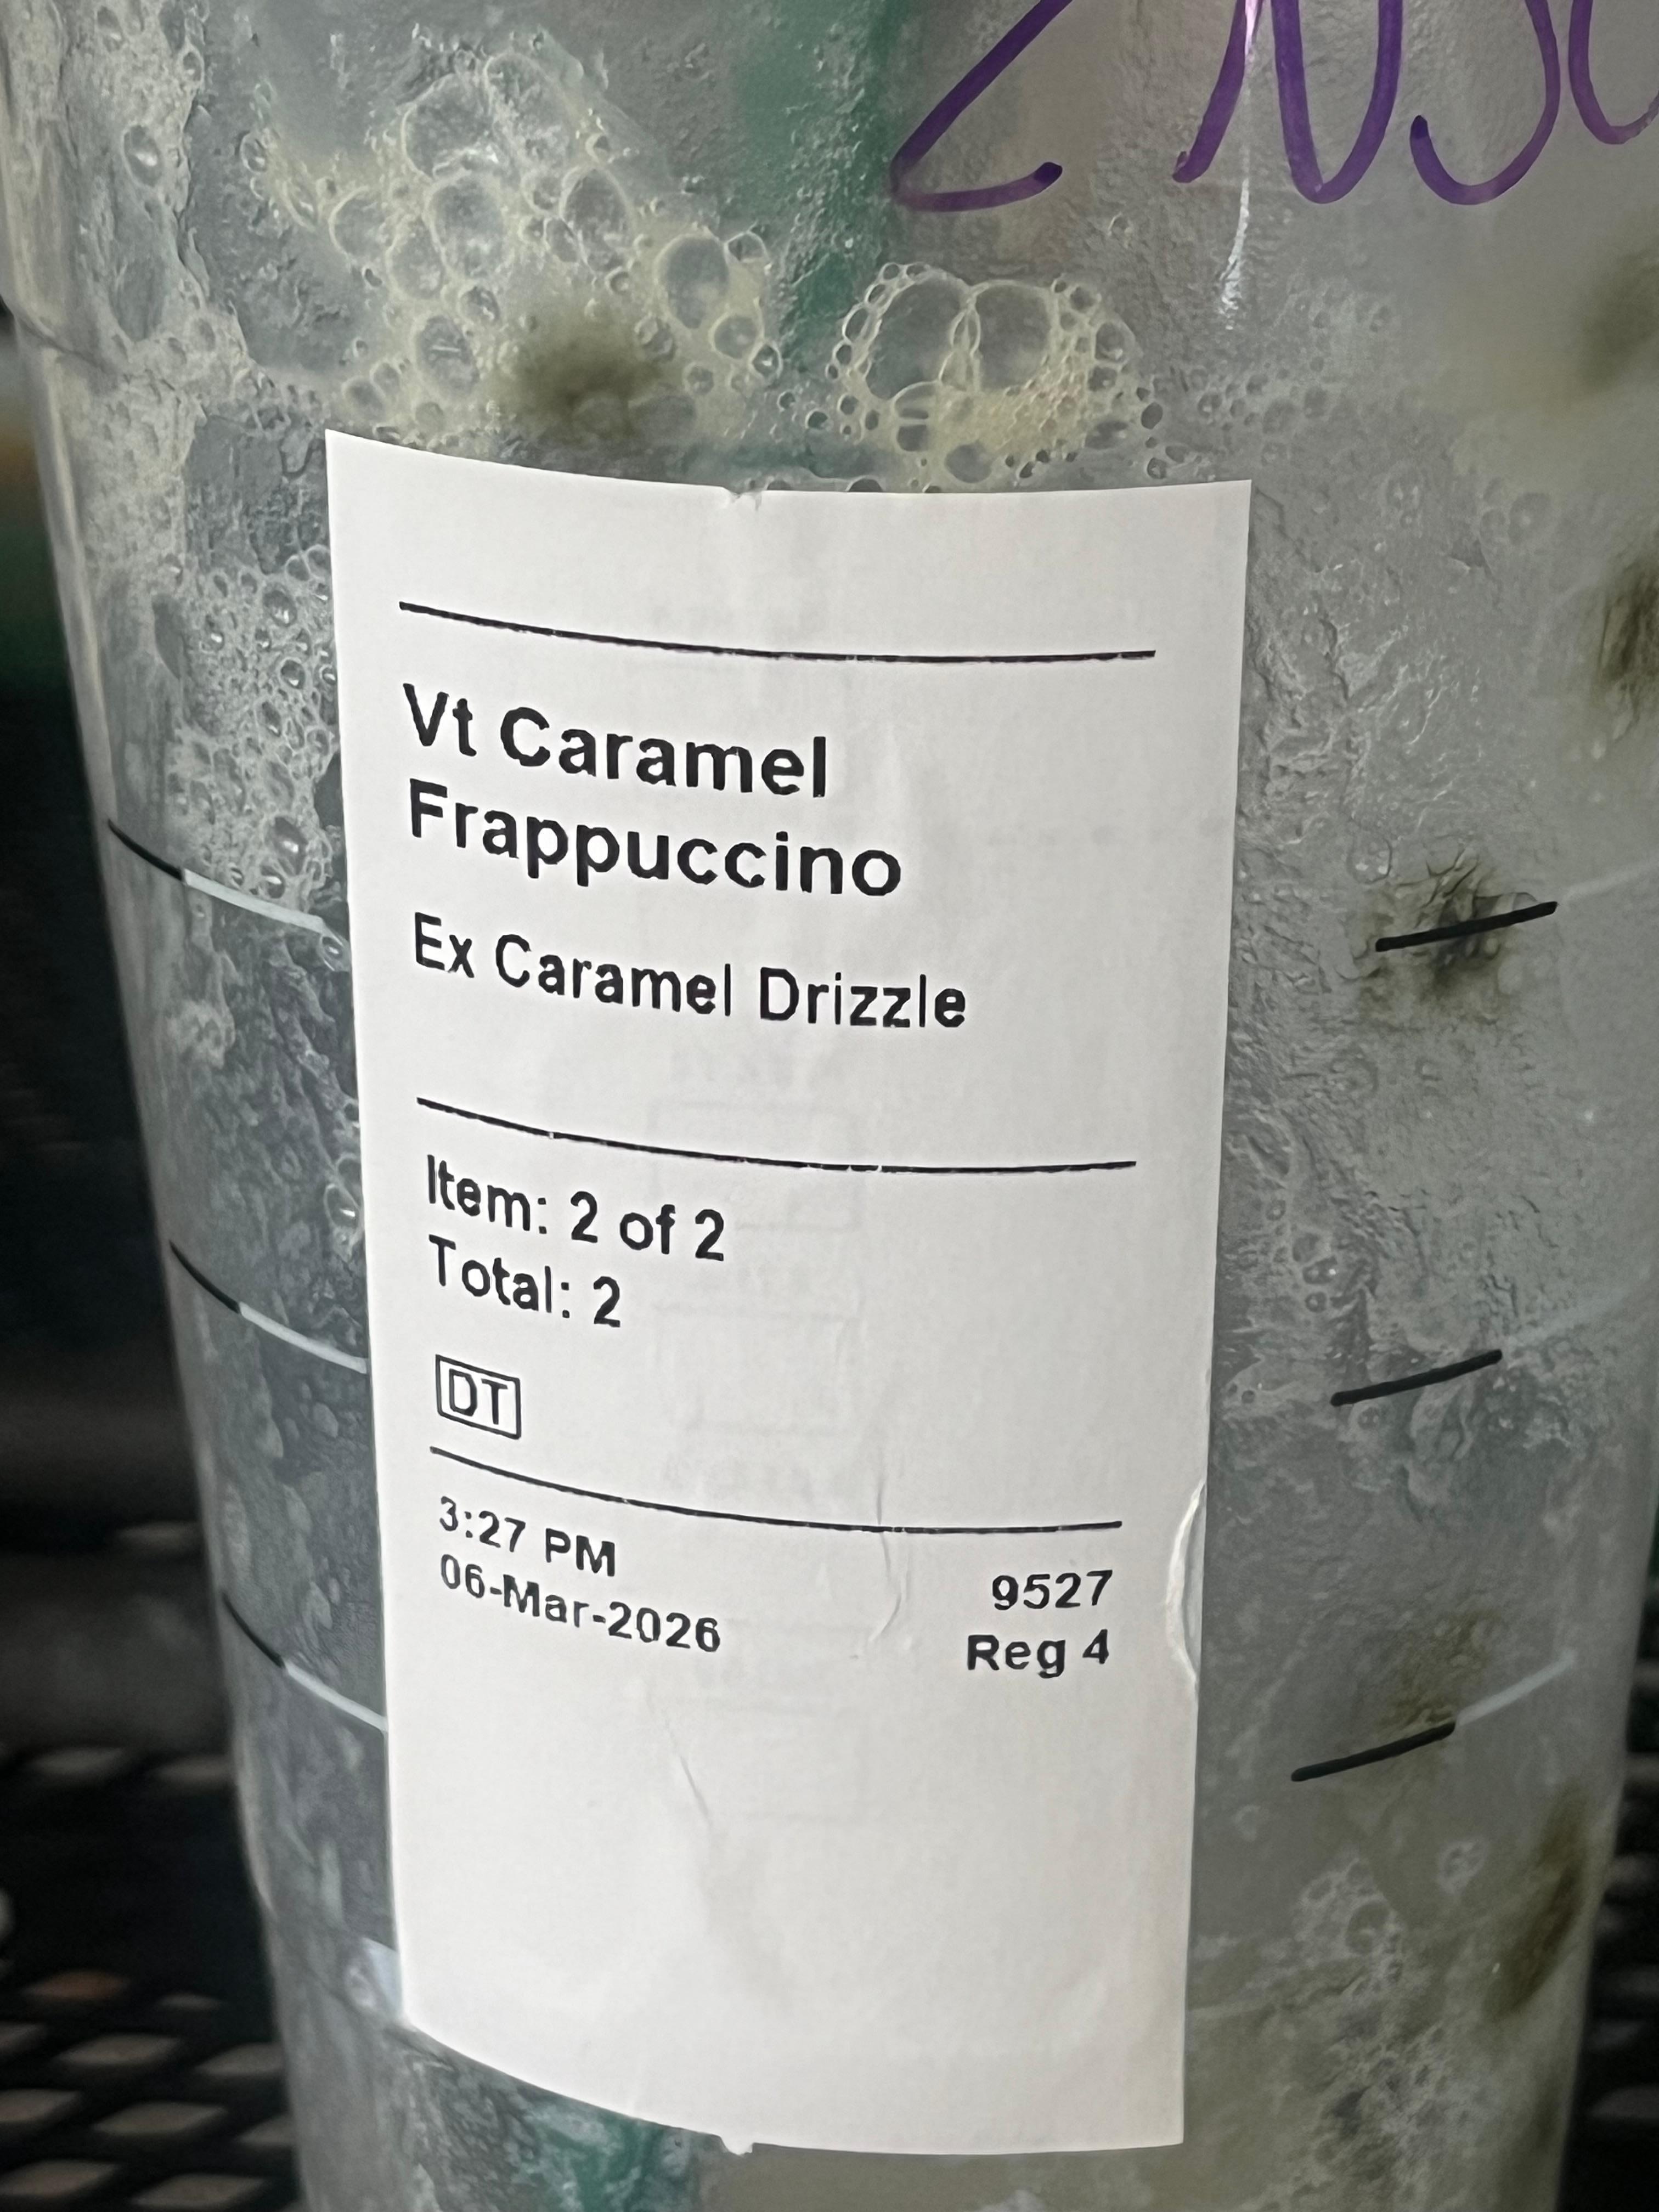 Vt Caramel
Frappuccino
Ex Caramel Drizzle
Item: 2 of 2
Total: 2
DT
3:27 PM 9527
06-Mar-2026 Reg 4